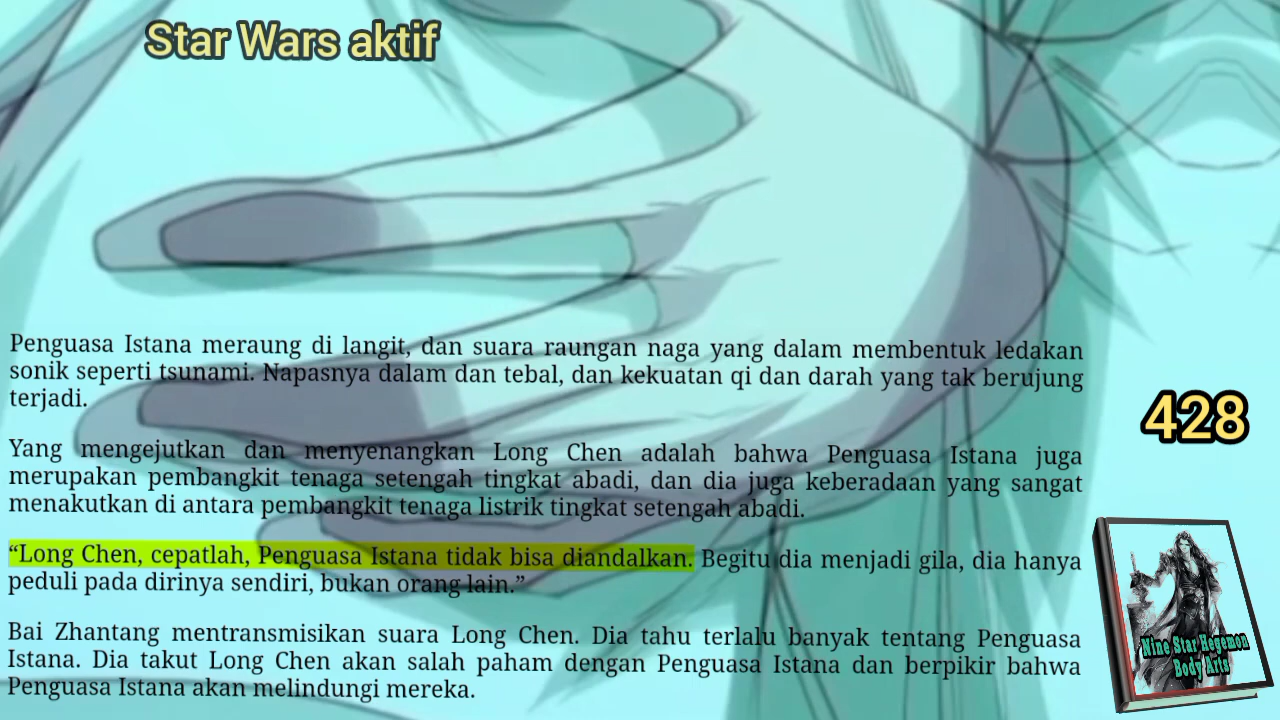 Star Wars aktif
Penguasa Istana meraung di langit, dan suara raungan naga yang dalam membentuk ledakan
sonik seperti tsunami. Napasnya dalam dan tebal, dan kekuatan qi dan darah yang tak berujung
terjadi.
Yang mengejutkan dan menyenangkan Long Chen adalah bahwa Penguasa Istana juga
merupakan pembangkit tenaga setengah tingkat abadi, dan dia juga keberadaan yang sangat
menakutkan di antara pembangkit tenaga listrik tingkat setengah abadi.
“Long Chen, cepatlah, Penguasa Istana tidak bisa diandalkan. Begitu dia menjadi gila, dia hanya
peduli pada dirinya sendiri, bukan orang lain.”
Bai Zhantang mentransmisikan suara Long Chen. Dia tahu terlalu banyak tentang Penguasa
Istana. Dia takut Long Chen akan salah paham dengan Penguasa Istana dan berpikir bahwa
Penguasa Istana akan melindungi mereka.
428
Nine Star Hegemon
Body Arts